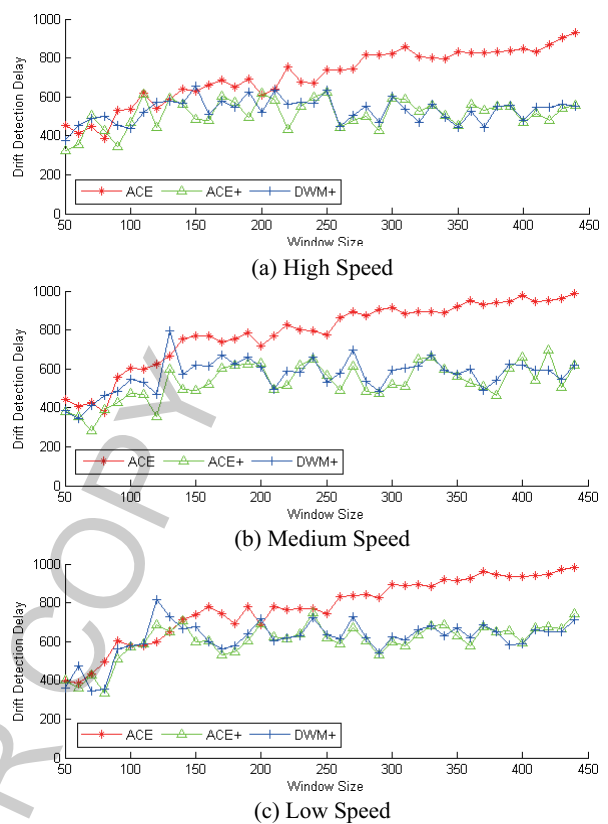 1000
800
600
400
200
0
Drift Detection Delay
ACE ACE+ DWM+
50 100 150 200 250 300 350 400 450
Window Size
(a) High Speed
1000
800
600
400
200
0
Drift Detection Delay
ACE ACE+ DWM+
50 100 150 200 250 300 350 400 450
Window Size
(b) Medium Speed
1000
800
600
400
200
0
Drift Detection Delay
ACE ACE+ DWM+
50 100 150 200 250 300 350 400 450
Window Size
(c) Low Speed
R COPY